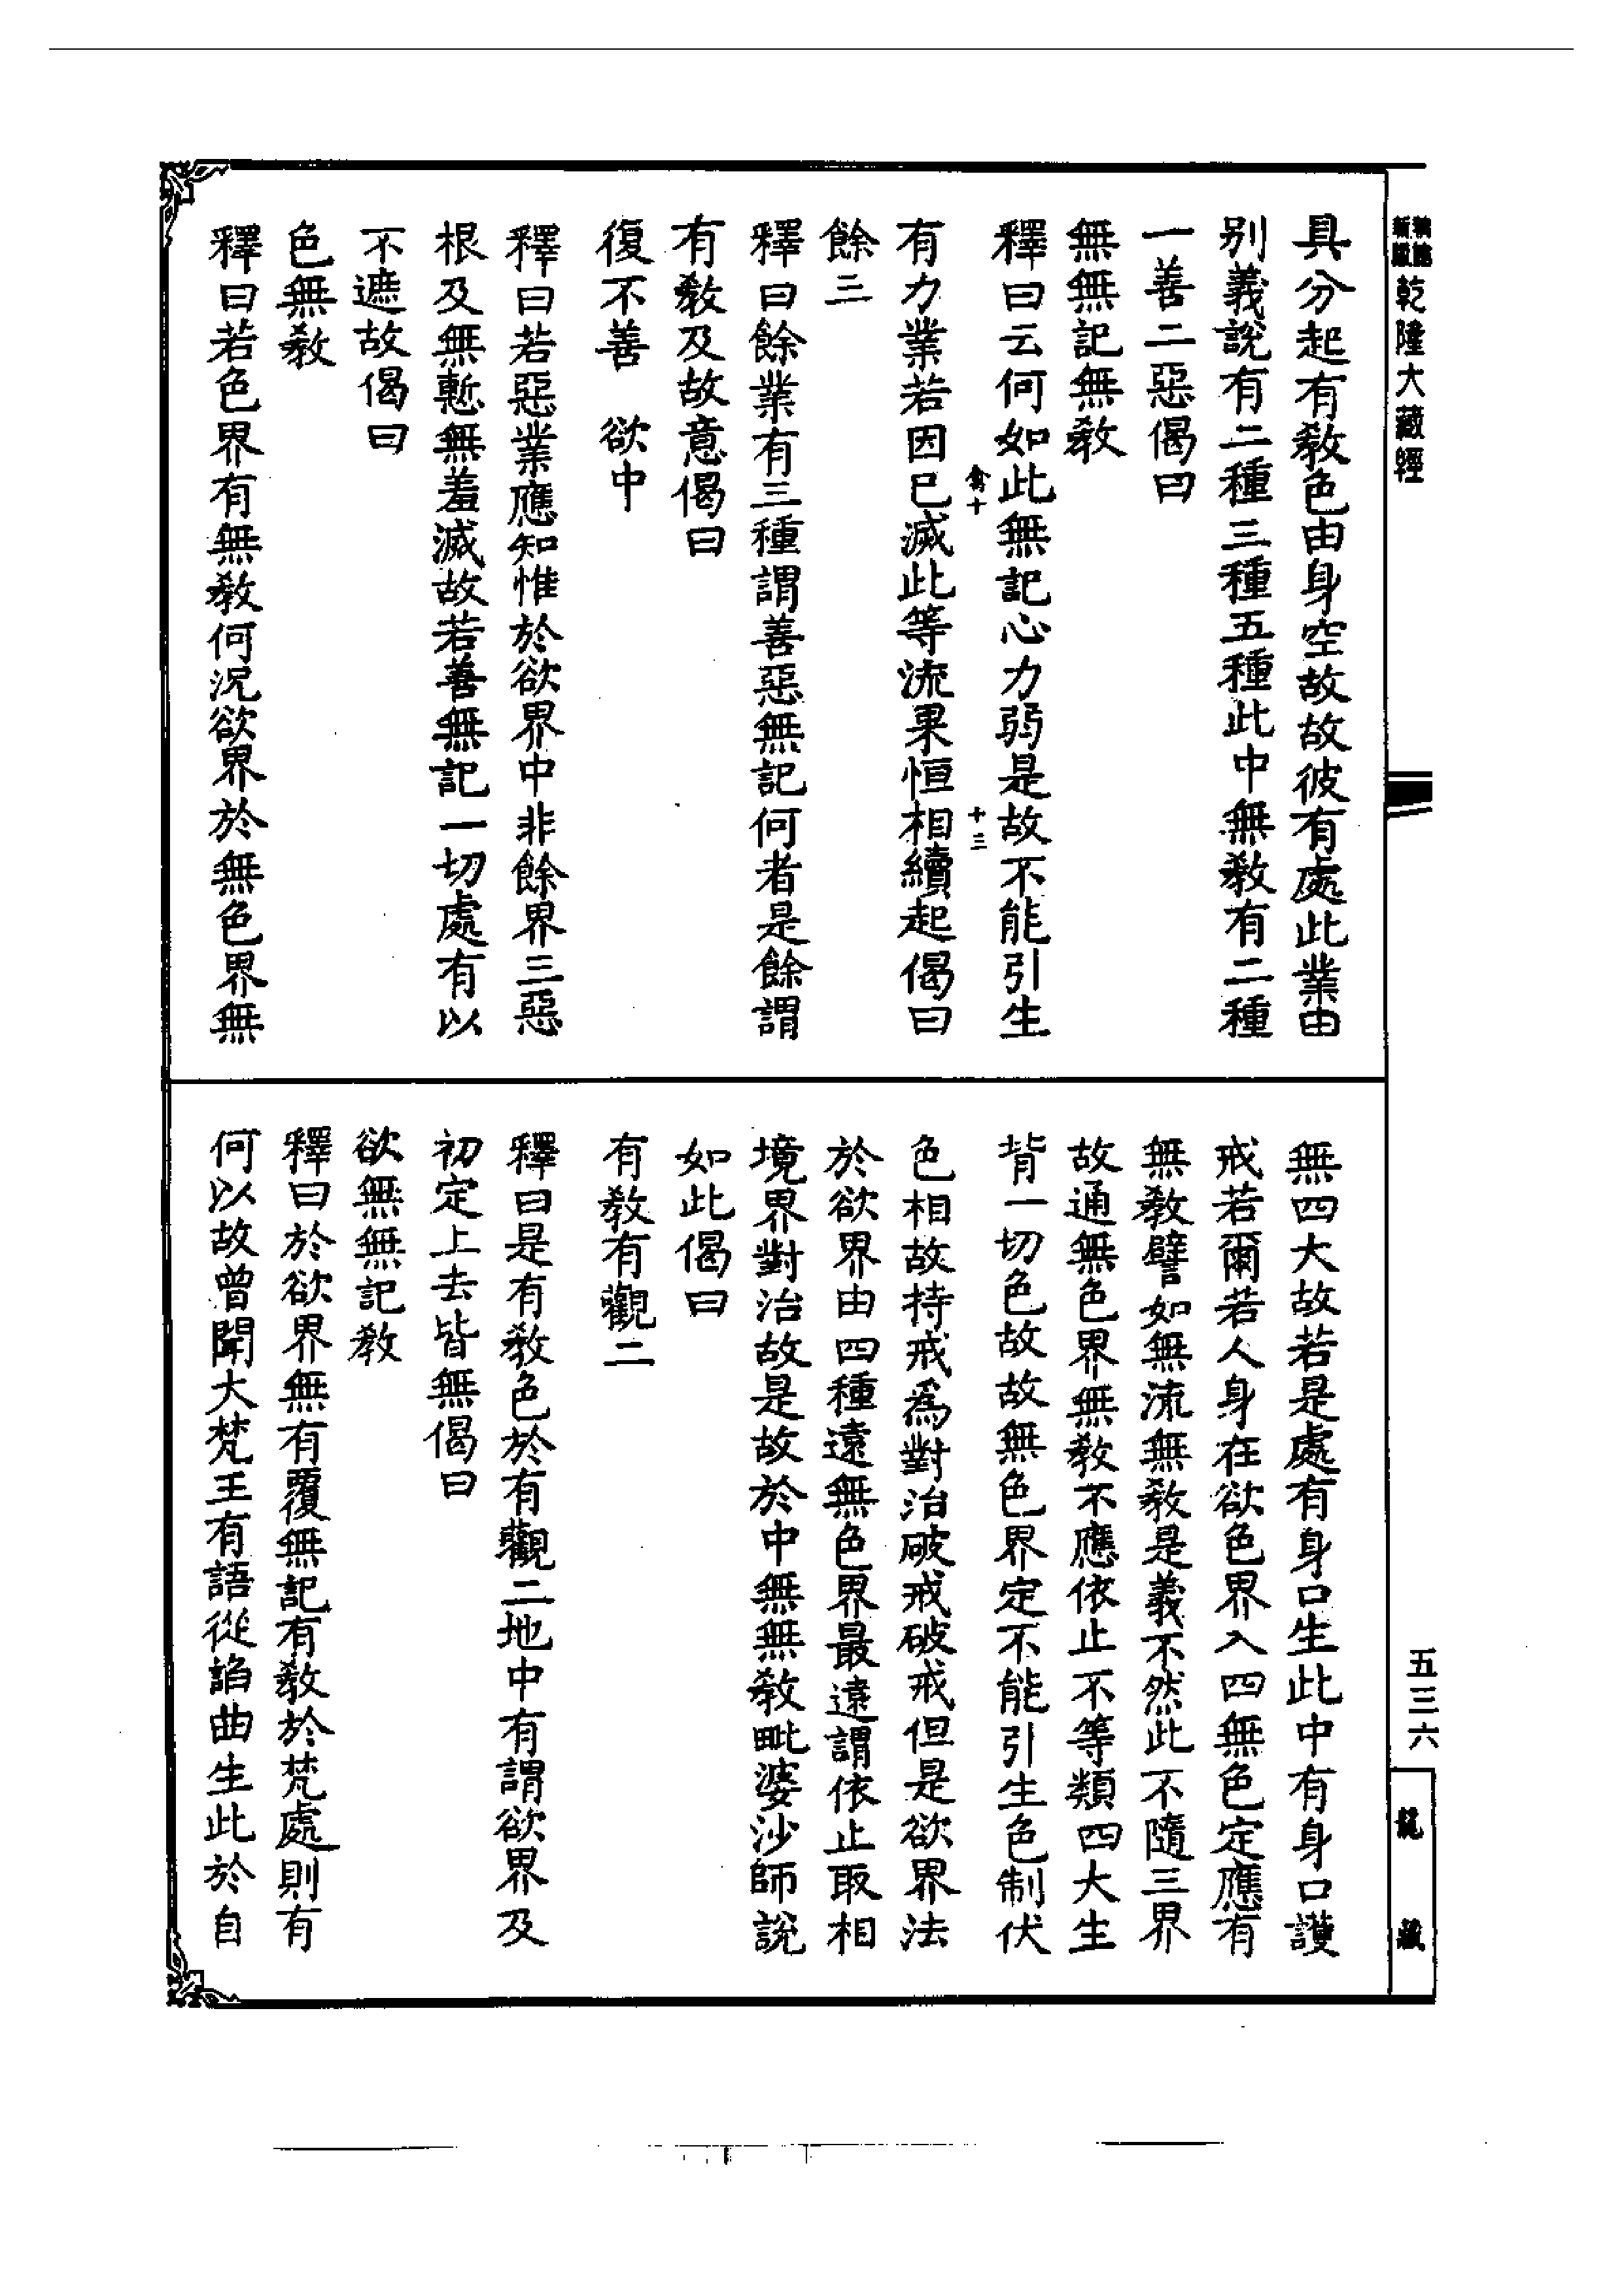 乾隆大藏經
具分起有教色由身空故故彼有處此業由
別義說有二種三種五種此中無教有二種
一善二惡偈曰
無無記無教
釋曰云何如此無記心力弱是故不能引生
有力業若因已滅此等流果恒相續起偈曰
餘三
釋曰餘業有三種謂善惡無記何者是餘謂
有教及故意偈曰
復不善　欲中
釋曰若惡業應知惟於欲界中非餘界三惡
根及無慙無羞滅故若善無記一切處有以
不遮故偈曰
色無教
釋曰若色界有無教何況欲界於無色界無
十三
無四大故若是處有身口生此中有身口護
戒若爾若人身在欲色界入四無色定應有
無教譬如無流無教是義不然此不隨三界
故通無色界無教不應依止不等類四大生
背一切色故故無色界定不能引生色制伏
色相故持戒為對治破戒破戒但是欲界法
於欲界由四種遠無色界最遠謂依止取相
境界對治故是故於中無無教毗婆沙師說
如此偈曰
有教有觀二
釋曰是有教色於有觀二地中有謂欲界及
初定上去皆無偈曰
欲無無記教
釋曰於欲界無有覆無記有教於梵處則有
何以故曾聞大梵王有語從諂曲生此於自
五三六
龍藏